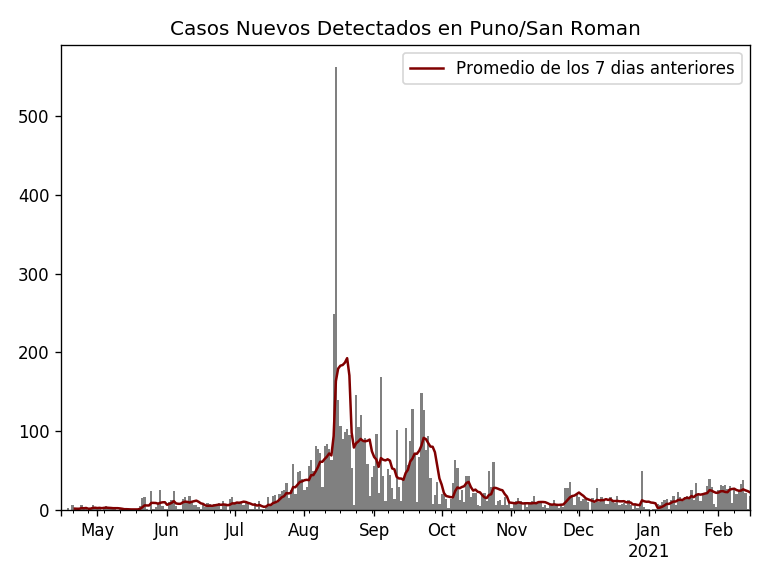 Casos Nuevos Detectados en Puno/San Roman
Promedio de los 7 dias anteriores
500
400
300
200
100
0
May Jun Jul Aug Sep Oct Nov Dec Jan Feb
2021